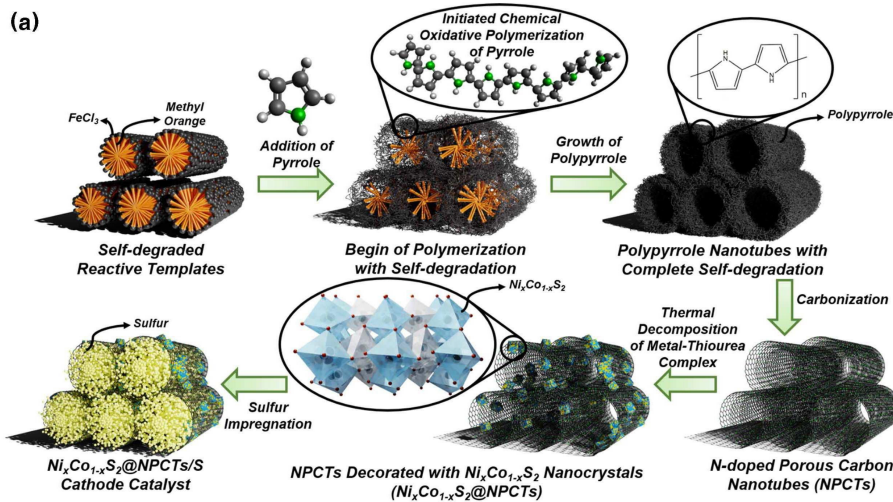 (a)
Initiated Chemical
Oxidative Polymerization
of Pyrrole
FeCl₃
Methyl
Orange
Addition of
Pyrrole
Growth of
Polypyrrole
H
N
N
H
n
Polypyrrole
Self-degraded
Reactive Templates
Begin of Polymerization
with Self-degradation
Polypyrrole Nanotubes with
Complete Self-degradation
Carbonization
Thermal
Decomposition
of Metal-Thiourea
Complex
NiₓCo₁₋ₓS₂
Sulfur
Sulfur
Impregnation
NiₓCo₁₋ₓS₂@NPCTs/S
Cathode Catalyst
NPCTs Decorated with NiₓCo₁₋ₓS₂ Nanocrystals
(NiₓCo₁₋ₓS₂@NPCTs)
N-doped Porous Carbon
Nanotubes (NPCTs)